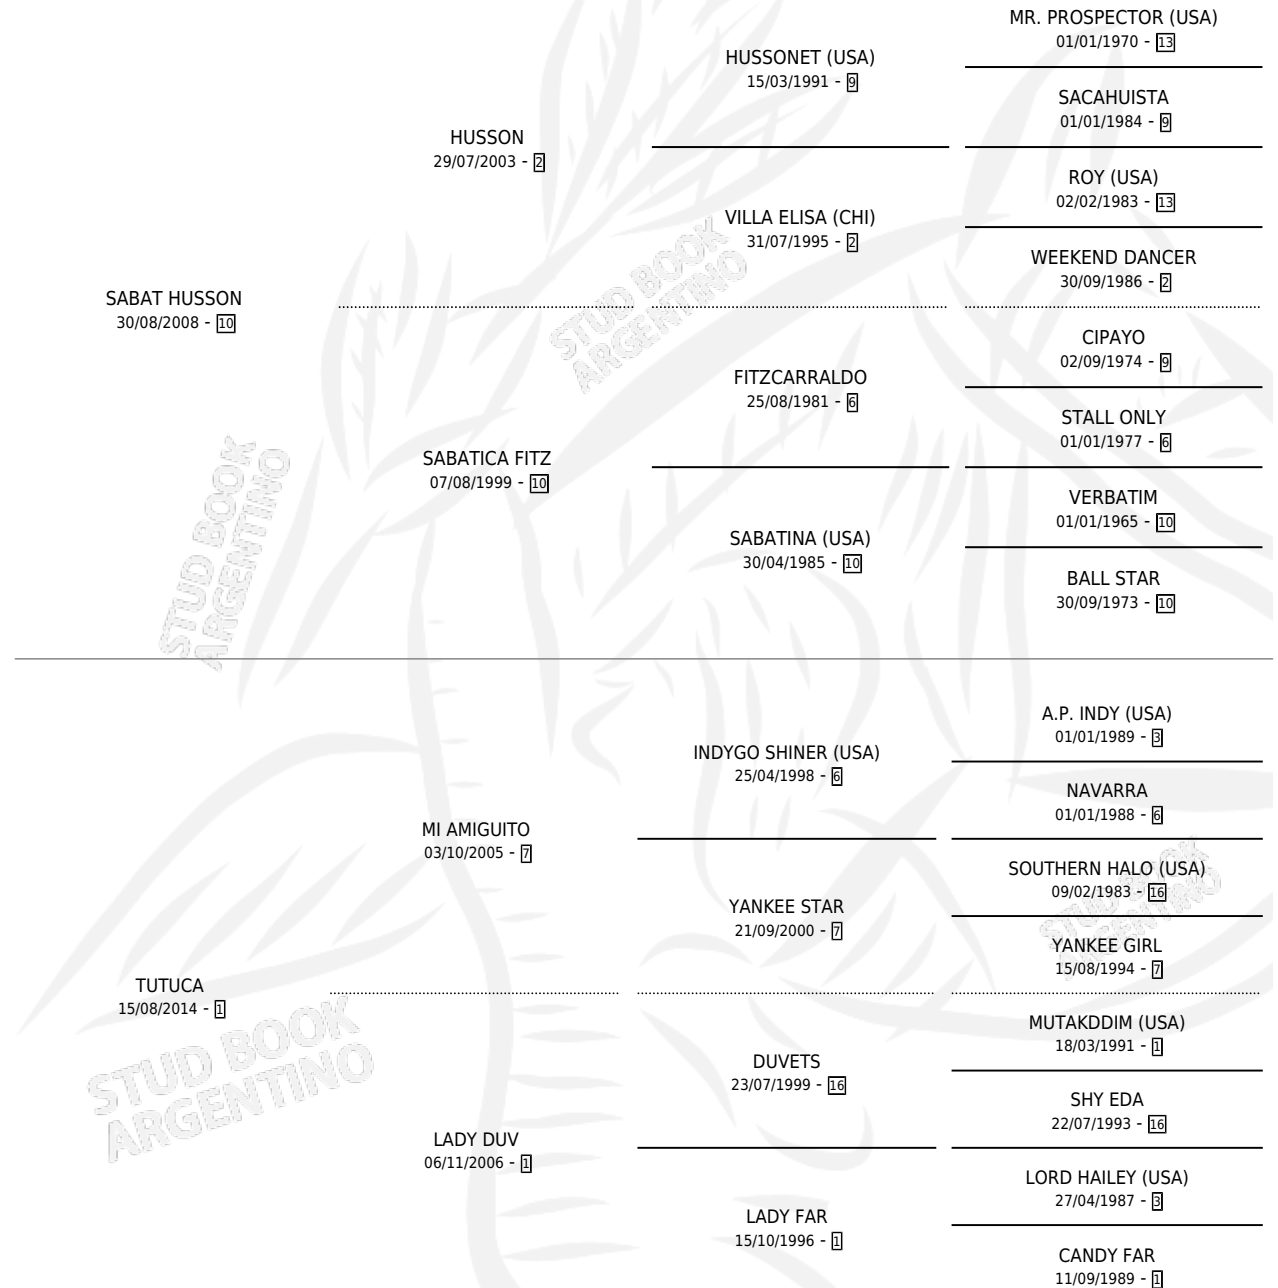 MR. PROSPECTOR (USA)
01/01/1970 - 13
HUSSONET (USA)
15/03/1991 - 9
SACAHUISTA
01/01/1984 - 9
HUSSON
29/07/2003 - 2
ROY (USA)
02/02/1983 - 13
VILLA ELISA (CHI)
31/07/1995 - 2
WEEKEND DANCER
30/09/1986 - 2
SABAT HUSSON
30/08/2008 - 10
STUD BOOK
ARGENTINO
CIPAYO
02/09/1974 - 9
FITZCARRALDO
25/08/1981 - 6
STALL ONLY
01/01/1977 - 6
SABATICA FITZ
07/08/1999 - 10
VERBATIM
01/01/1965 - 10
SABATINA (USA)
30/04/1985 - 10
BALL STAR
30/09/1973 - 10
STUD BOOK
ARGENTINO
A.P. INDY (USA)
01/01/1989 - 3
INDYGO SHINER (USA)
25/04/1998 - 6
NAVARRA
01/01/1988 - 6
MI AMIGUITO
03/10/2005 - 7
SOUTHERN HALO (USA)
09/02/1983 - 16
STUD BOOK
ARGENTINO
YANKEE STAR
21/09/2000 - 7
YANKEE GIRL
15/08/1994 - 7
TUTUCA
15/08/2014 - 1
STUD BOOK
ARGENTINO
MUTAKDDIM (USA)
18/03/1991 - 1
DUVETS
23/07/1999 - 16
SHY EDA
22/07/1993 - 16
LADY DUV
06/11/2006 - 1
LORD HAILEY (USA)
27/04/1987 - 3
LADY FAR
15/10/1996 - 1
CANDY FAR
11/09/1989 - 1